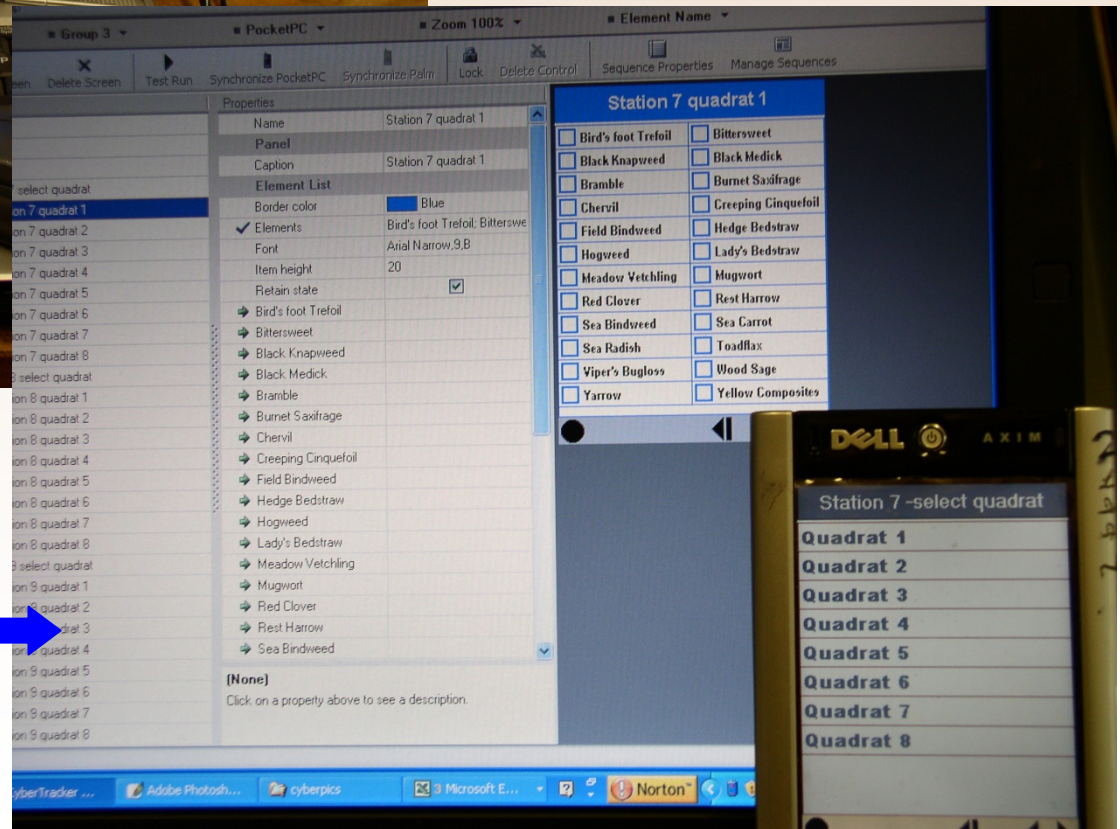 Group 3
PocketPC
Zoom 100%
Element Name
Delete Screen
Test Run
Synchronize PocketPC
Synchronize Palm
Lock
Delete Control
Sequence Properties
Manage Sequences
select quadrat
on 7 quadrat 1
on 7 quadrat 2
on 7 quadrat 3
on 7 quadrat 4
on 7 quadrat 5
on 7 quadrat 6
on 7 quadrat 7
on 7 quadrat 8
8 select quadrat
on 8 quadrat 1
on 8 quadrat 2
on 8 quadrat 3
on 8 quadrat 4
on 8 quadrat 5
on 8 quadrat 6
on 8 quadrat 7
on 8 quadrat 8
9 select quadrat
on 9 quadrat 1
on 9 quadrat 2
drat 3
on 9 quadrat 4
on 9 quadrat 5
on 9 quadrat 6
on 9 quadrat 7
on 9 quadrat 8
Properties
Name Station 7 quadrat 1
Panel
Caption Station 7 quadrat 1
Element List
Border color Blue
Elements Bird's foot Trefoil; Bitterswe
Font Arial Narrow,9,B
Item height 20
Retain state
Bird's foot Trefoil
Bittersweet
Black Knapweed
Black Medick
Bramble
Burnet Saxifrage
Chervil
Creeping Cinquefoil
Field Bindweed
Hedge Bedstraw
Hogweed
Lady's Bedstraw
Meadow Vetchling
Mugwort
Red Clover
Rest Harrow
Sea Bindweed
(None)
Click on a property above to see a description.
Station 7 quadrat 1
Bird's foot Trefoil Bittersweet
Black Knapweed Black Medick
Bramble Burnet Saxifrage
Chervil Creeping Cinquefoil
Field Bindweed Hedge Bedstraw
Hogweed Lady's Bedstraw
Meadow Vetchling Mugwort
Red Clover Rest Harrow
Sea Bindweed Sea Carrot
Sea Radish Toadflax
Viper's Bugloss Wood Sage
Yarrow Yellow Composites
DELL AXIM
Station 7 -select quadrat
Quadrat 1
Quadrat 2
Quadrat 3
Quadrat 4
Quadrat 5
Quadrat 6
Quadrat 7
Quadrat 8
yberTracker ...
Adobe Photosh...
cyberpics
3 Microsoft E...
Norton